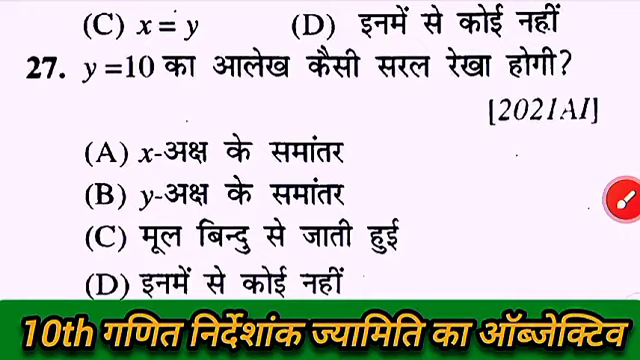 (C) x = y (D) इनमें से कोई नहीं
27. y =10 का आलेख कैसी सरल रेखा होगी?
[2021AI]
(A) x-अक्ष के समांतर
(B) y-अक्ष के समांतर
(C) मूल बिन्दु से जाती हुई
(D) इनमें से कोई नहीं
10th गणित निर्देशांक ज्यामिति का ऑब्जेक्टिव